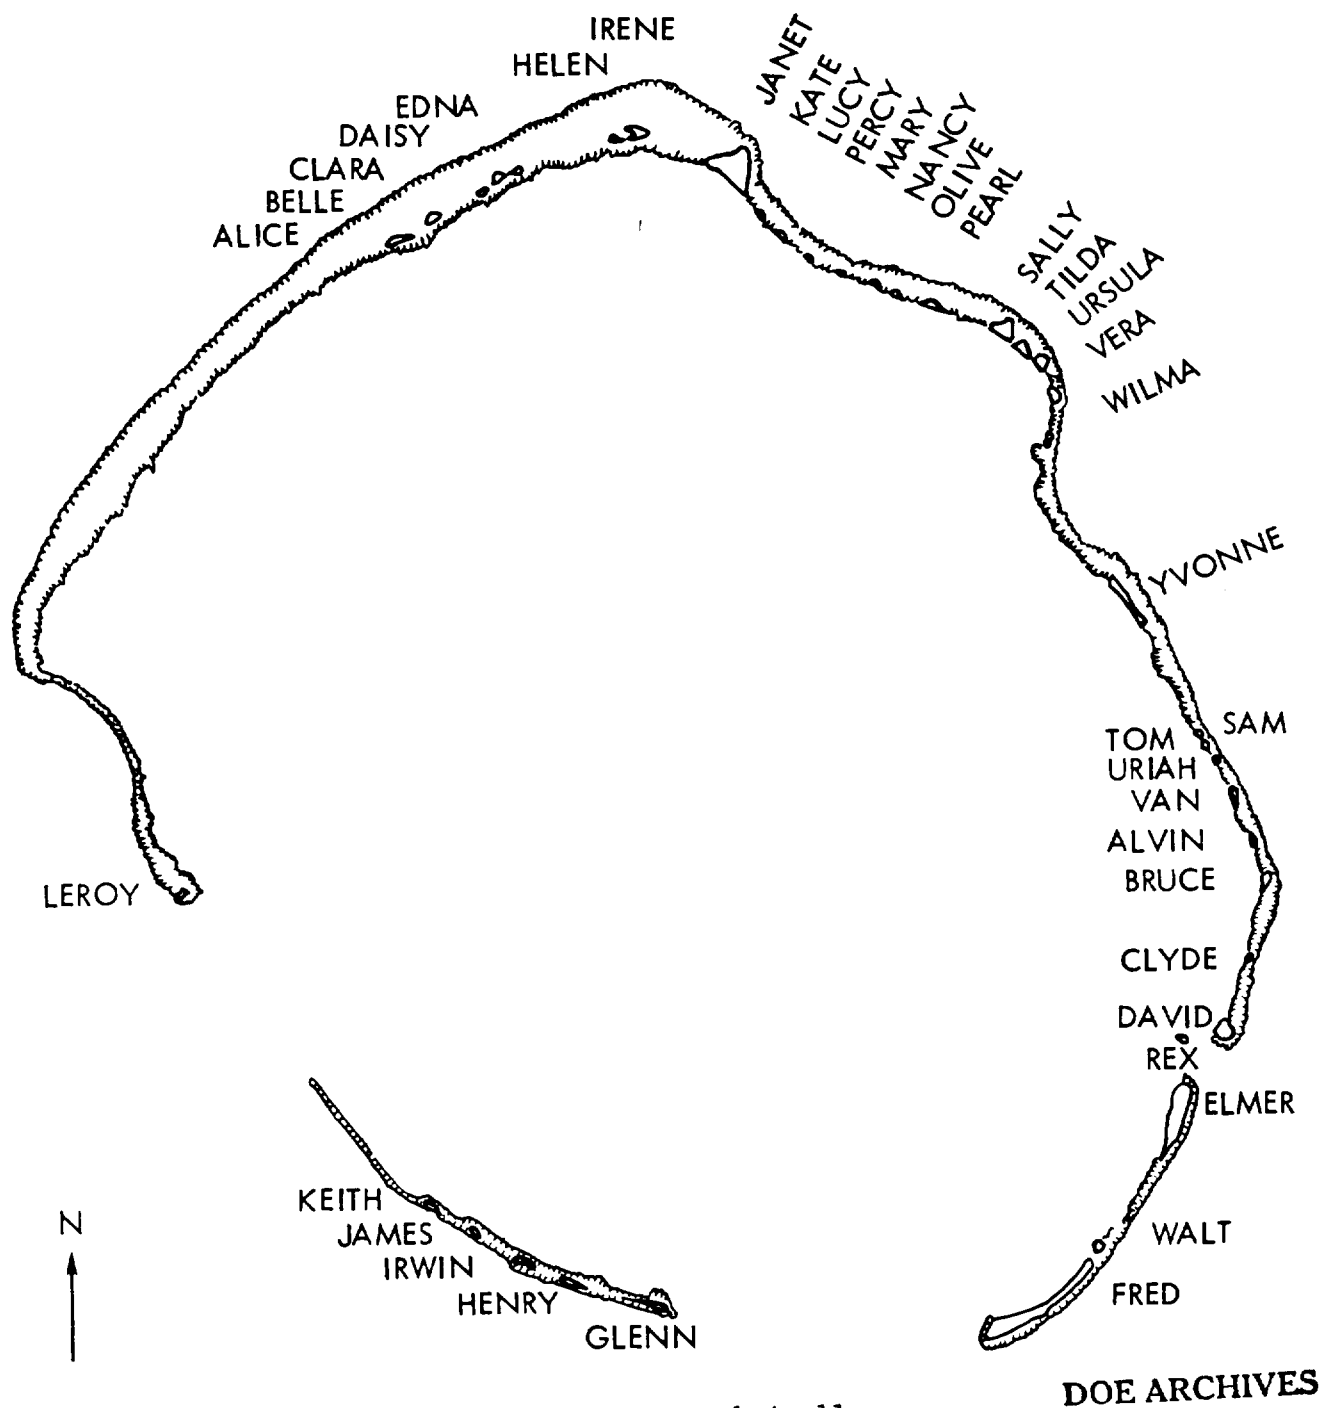 IRENE
HELEN
EDNA
DAISY
CLARA
BELLE
ALICE
JANET
KATE
LUCY
PERCY
MARY
NANCY
OLIVE
PEARL
SALLY
TILDA
URSULA
VERA
WILMA
YVONNE
SAM
TOM
URIAH
VAN
ALVIN
BRUCE
CLYDE
DAVID
REX
ELMER
WALT
FRED
LEROY
KEITH
JAMES
IRWIN
HENRY
GLENN
N
DOE ARCHIVES